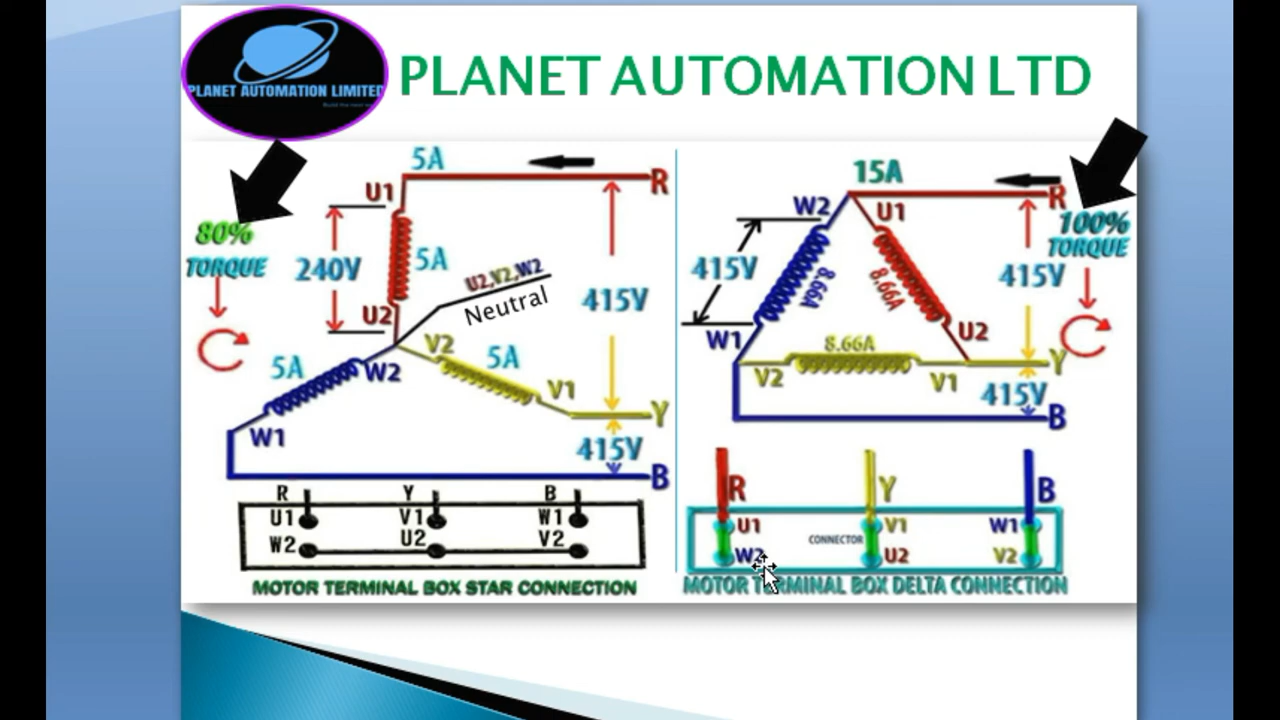 PLANET AUTOMATION LIMITED
PLANET AUTOMATION LTD
5A
R
U1
80%
TORQUE
240V
5A
U2,V2,W2
Neutral
415V
U2
V2
5A
5A
W2
V1
Y
W1
415V
B
R Y B
U1 V1 W1
W2 U2 V2
MOTOR TERMINAL BOX STAR CONNECTION
15A
R
W2
U1
100%
TORQUE
415V
8.66A
8.66A
415V
W1
U2
8.66A
Y
V2
V1
415V
B
R Y B
U1 V1 W1
CONNECTOR
W2 U2 V2
MOTOR TERMINAL BOX DELTA CONNECTION